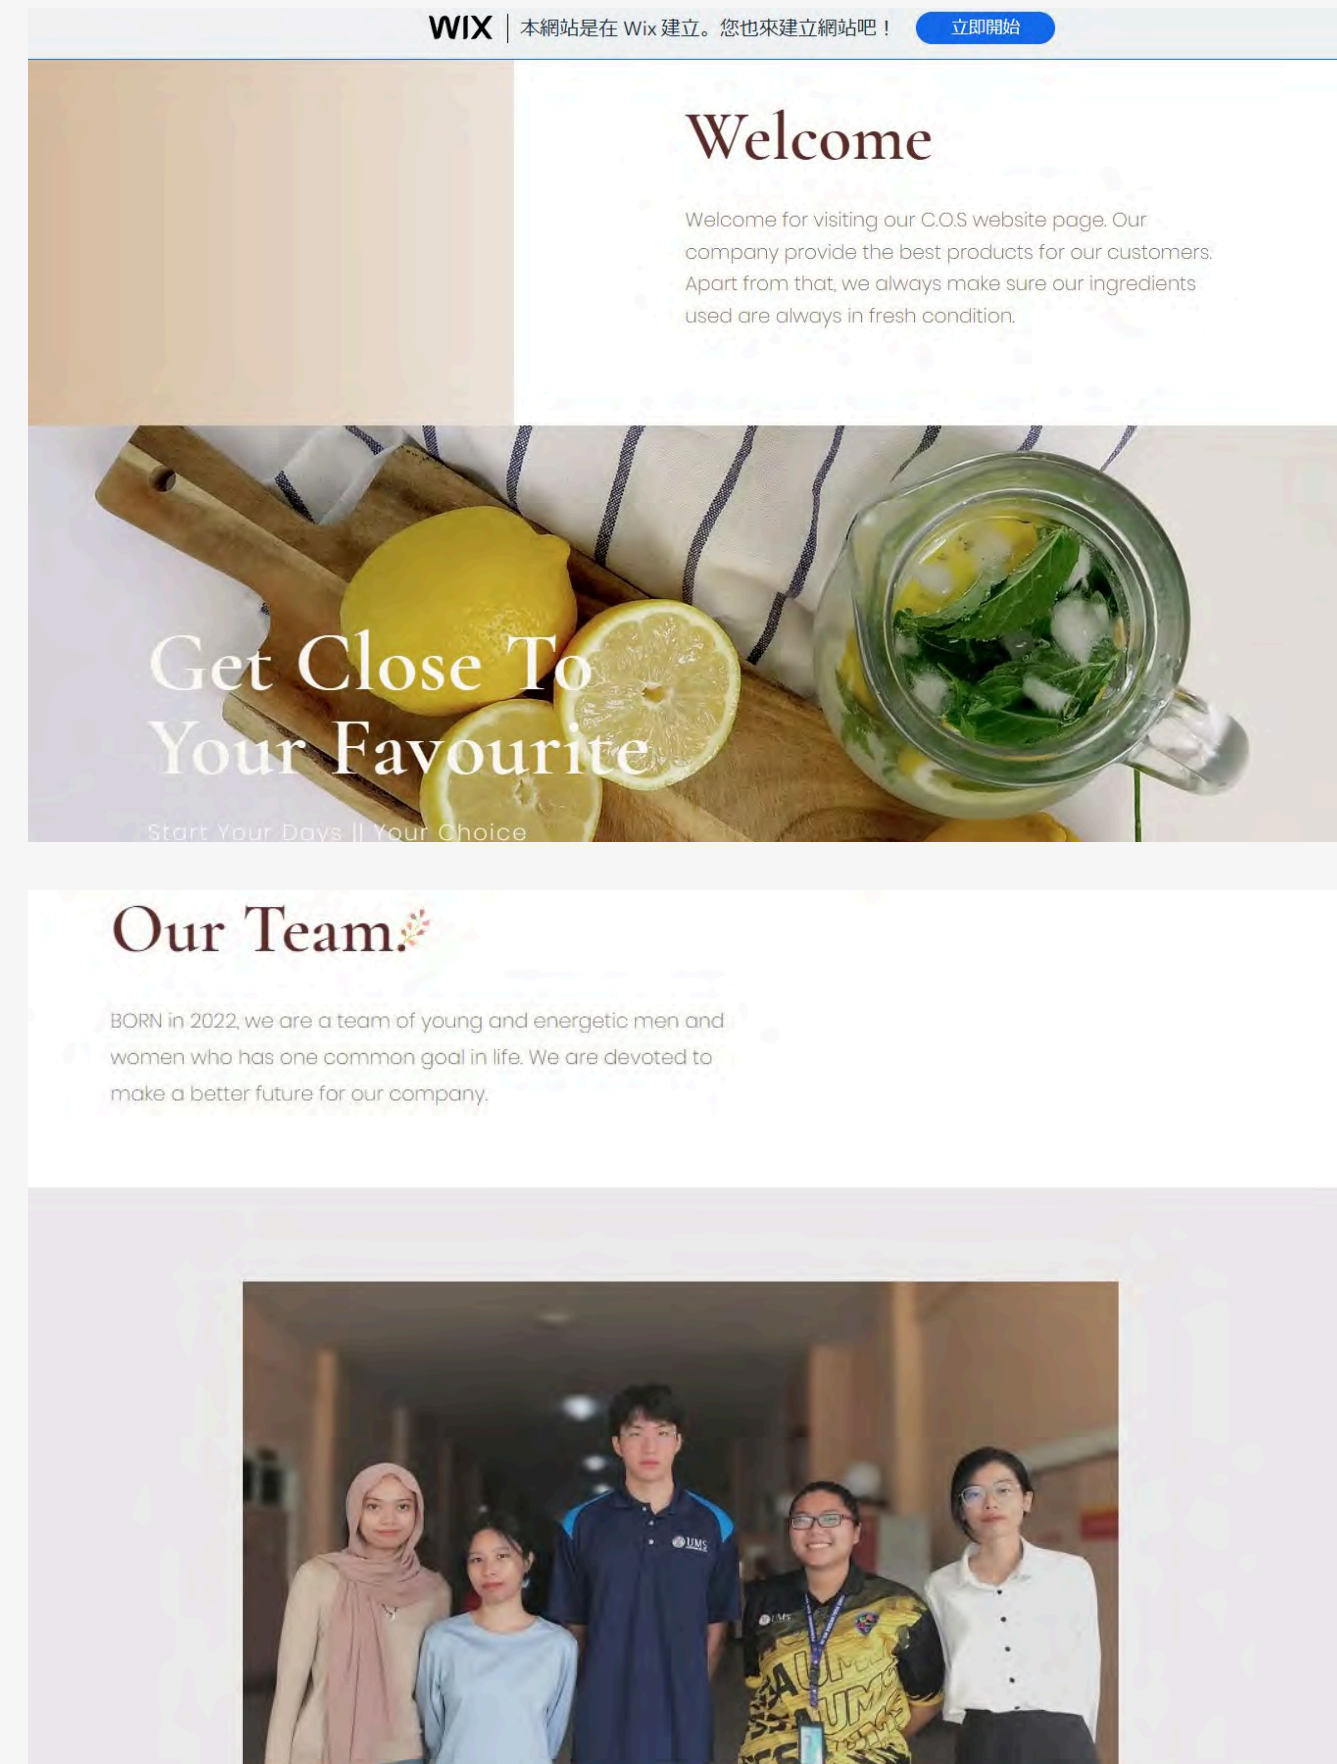 WIX | 本網站是在 Wix 建立。您也來建立網站吧！ 立即開始
Welcome
Welcome for visiting our C.O.S website page. Our
company provide the best products for our customers.
Apart from that, we always make sure our ingredients
used are always in fresh condition.
Get Close To
Your Favourite
Start Your Days || Your Choice
Our Team.
BORN in 2022, we are a team of young and energetic men and
women who has one common goal in life. We are devoted to
make a better future for our company.
UMS
UMS
UMS